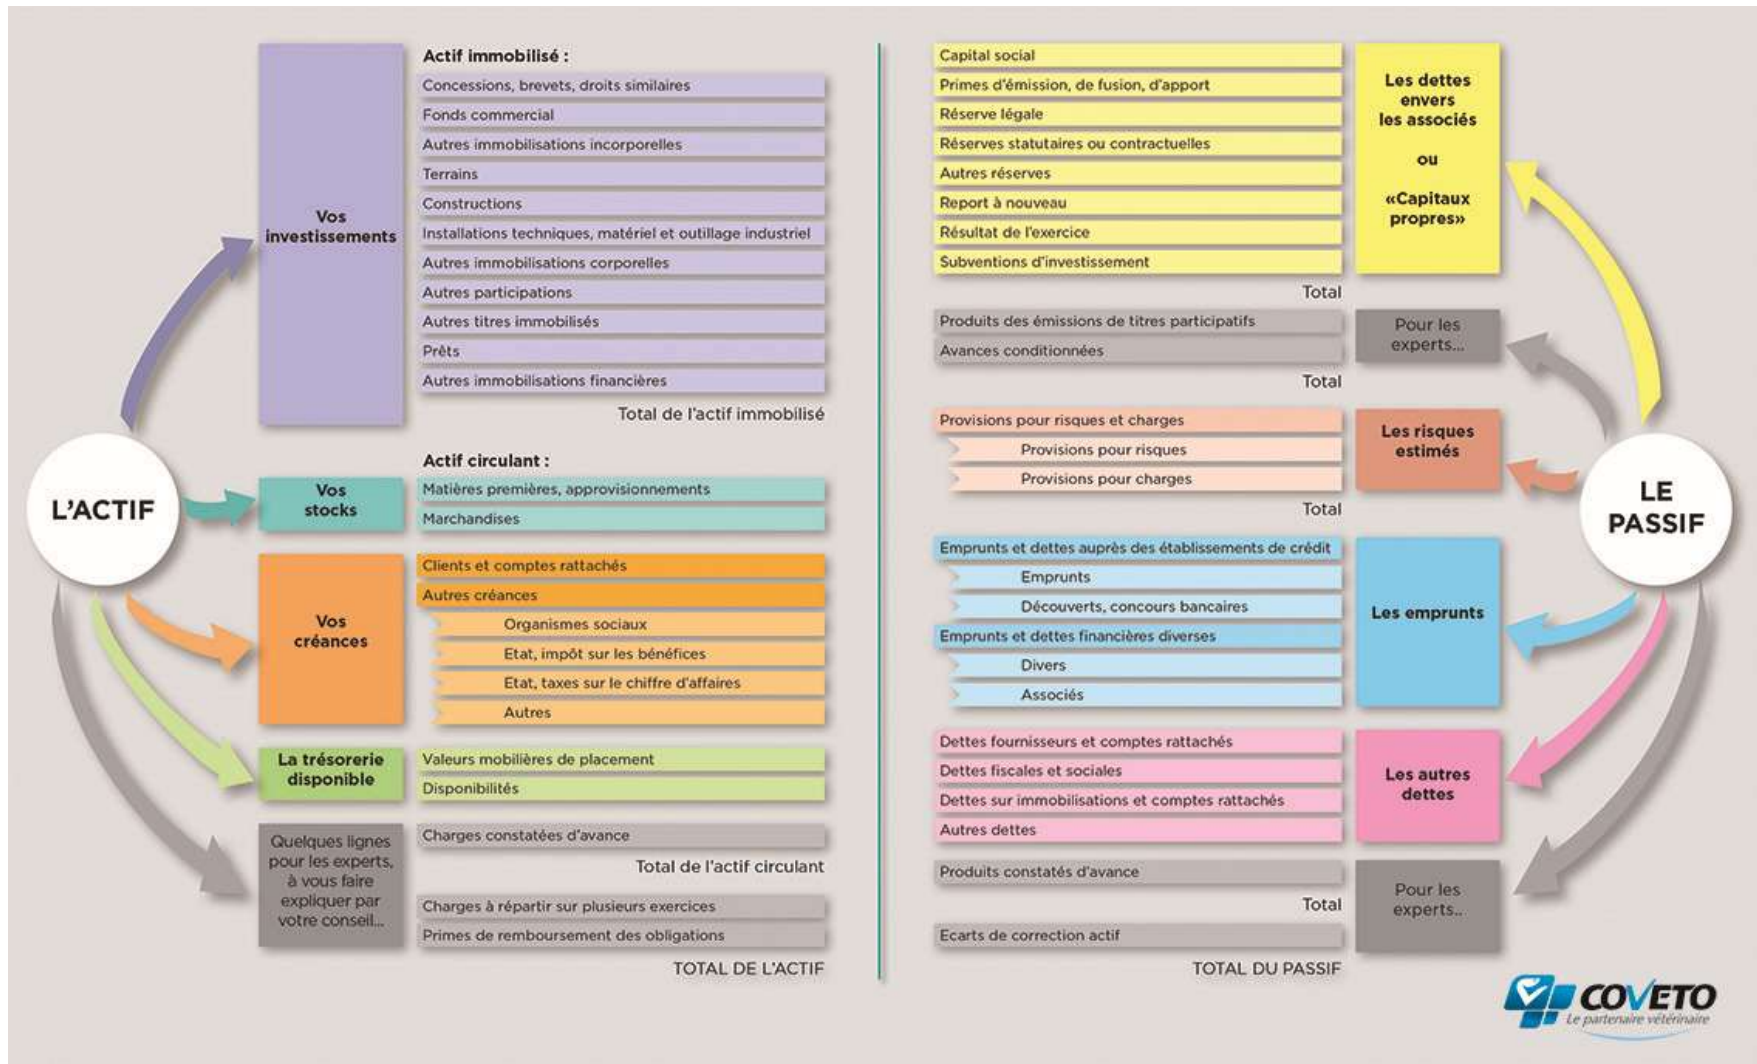 L'ACTIF
Vos
investissements
Actif immobilisé :
Concessions, brevets, droits similaires
Fonds commercial
Autres immobilisations incorporelles
Terrains
Constructions
Installations techniques, matériel et outillage industriel
Autres immobilisations corporelles
Autres participations
Autres titres immobilisés
Prêts
Autres immobilisations financières
Total de l'actif immobilisé
Actif circulant :
Vos
stocks
Matières premières, approvisionnements
Marchandises
Vos
créances
Clients et comptes rattachés
Autres créances
Organismes sociaux
Etat, impôt sur les bénéfices
Etat, taxes sur le chiffre d'affaires
Autres
La trésorerie
disponible
Valeurs mobilières de placement
Disponibilités
Quelques lignes
pour les experts,
à vous faire
expliquer par
votre conseil...
Charges constatées d'avance
Total de l'actif circulant
Charges à répartir sur plusieurs exercices
Primes de remboursement des obligations
TOTAL DE L'ACTIF
Capital social
Primes d'émission, de fusion, d'apport
Réserve légale
Réserves statutaires ou contractuelles
Autres réserves
Report à nouveau
Résultat de l'exercice
Subventions d'investissement
Total
Les dettes
envers
les associés
ou
«Capitaux
propres»
Produits des émissions de titres participatifs
Avances conditionnées
Total
Pour les
experts...
Provisions pour risques et charges
Provisions pour risques
Provisions pour charges
Total
Les risques
estimés
LE
PASSIF
Emprunts et dettes auprès des établissements de crédit
Emprunts
Découverts, concours bancaires
Emprunts et dettes financières diverses
Divers
Associés
Les emprunts
Dettes fournisseurs et comptes rattachés
Dettes fiscales et sociales
Dettes sur immobilisations et comptes rattachés
Autres dettes
Les autres
dettes
Produits constatés d'avance
Total
Ecarts de correction actif
Pour les
experts..
TOTAL DU PASSIF
COVETO
Le partenaire vétérinaire